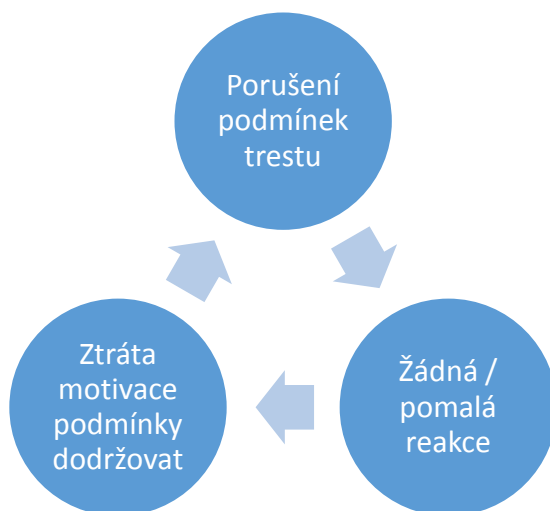 Porušení
podmínek
trestu
Žádná /
pomalá
reakce
Ztráta
motivace
podmínky
dodržovat